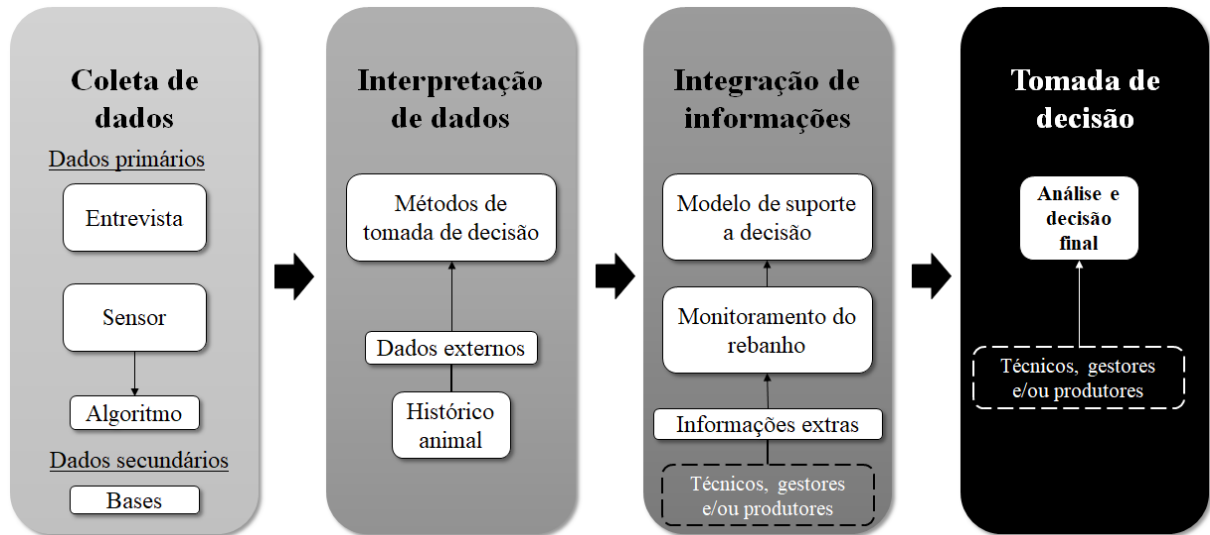 Coleta de
dados
Dados primários
Entrevista
Sensor
Algoritmo
Dados secundários
Bases
Interpretação
de dados
Métodos de
tomada de decisão
Dados externos
Histórico
animal
Integração de
informações
Modelo de suporte
a decisão
Monitoramento do
rebanho
Informações extras
Técnicos, gestores
e/ou produtores
Tomada de
decisão
Análise e
decisão
final
Técnicos, gestores
e/ou produtores